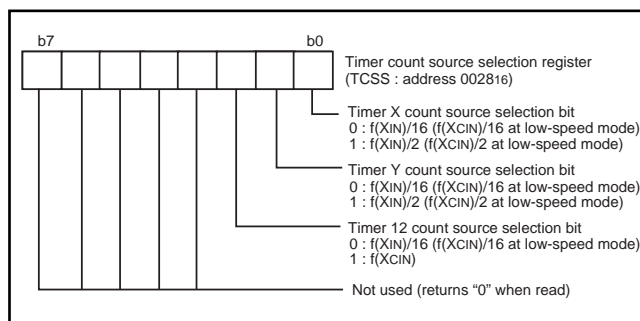 b7 b0
Timer count source selection register
(TCSS : address 002816)
Timer X count source selection bit
0 : f(XIN)/16 (f(XCIN)/16 at low-speed mode)
1 : f(XIN)/2 (f(XCIN)/2 at low-speed mode)
Timer Y count source selection bit
0 : f(XIN)/16 (f(XCIN)/16 at low-speed mode)
1 : f(XIN)/2 (f(XCIN)/2 at low-speed mode)
Timer 12 count source selection bit
0 : f(XIN)/16 (f(XCIN)/16 at low-speed mode)
1 : f(XCIN)
Not used (returns “0” when read)